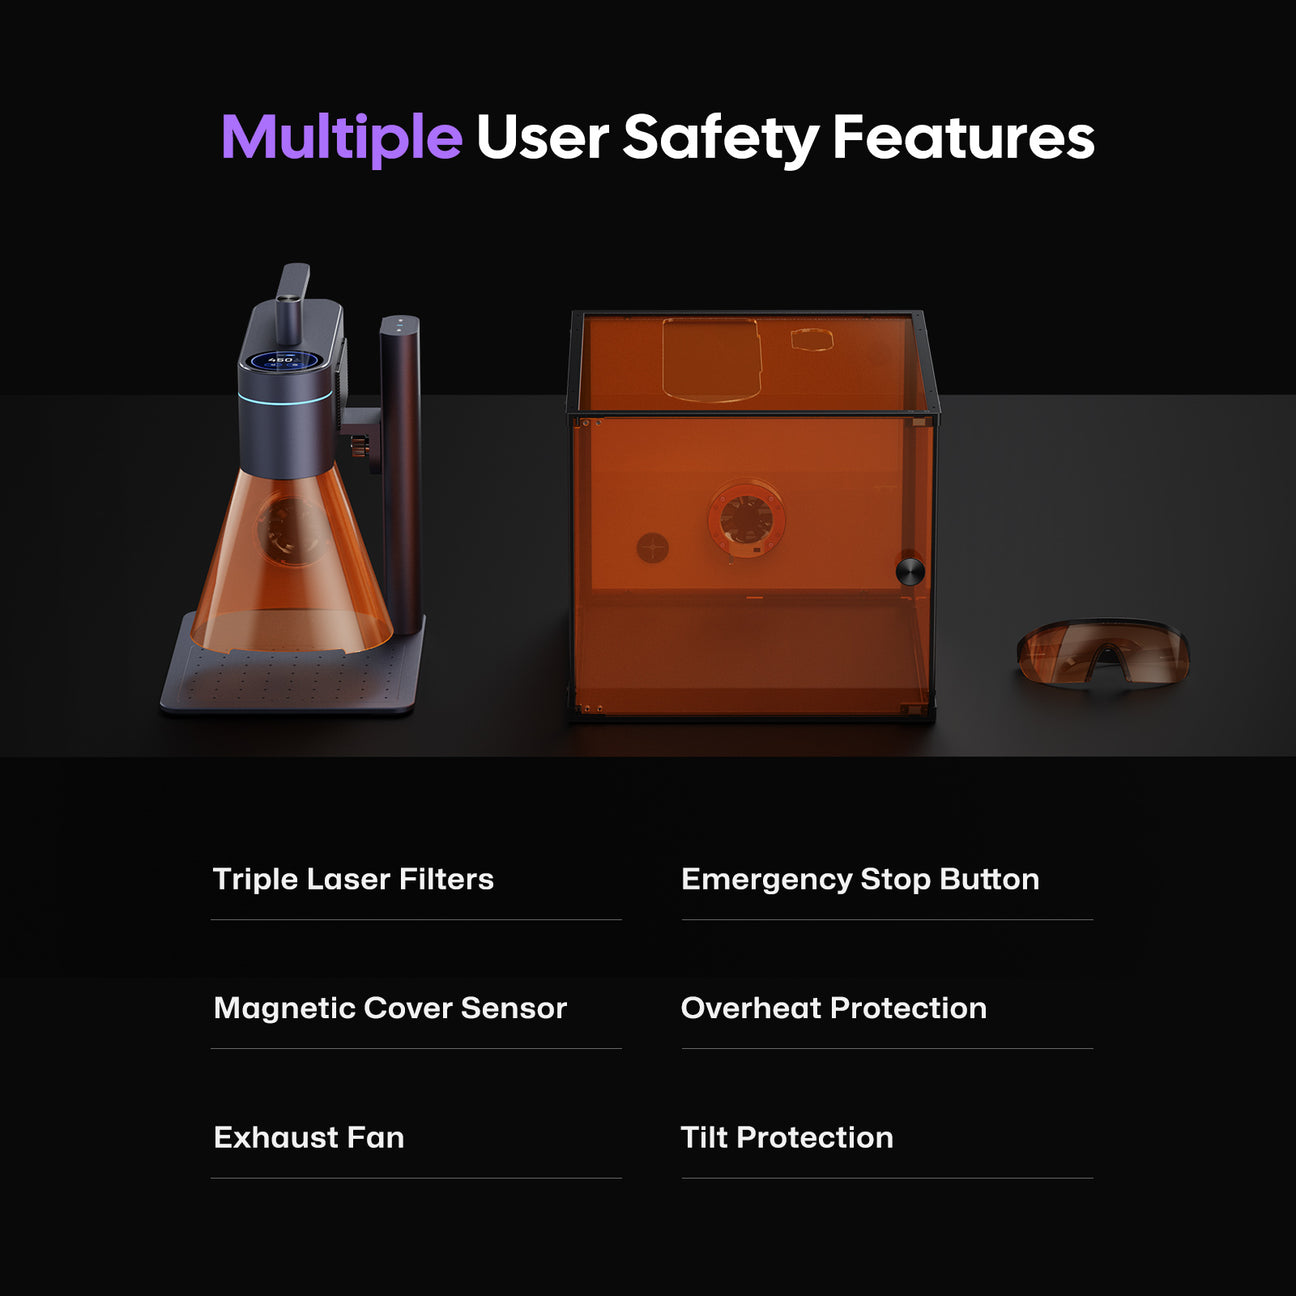 Multiple User Safety Features
450
Triple Laser Filters
Emergency Stop Button
Magnetic Cover Sensor
Overheat Protection
Exhaust Fan
Tilt Protection